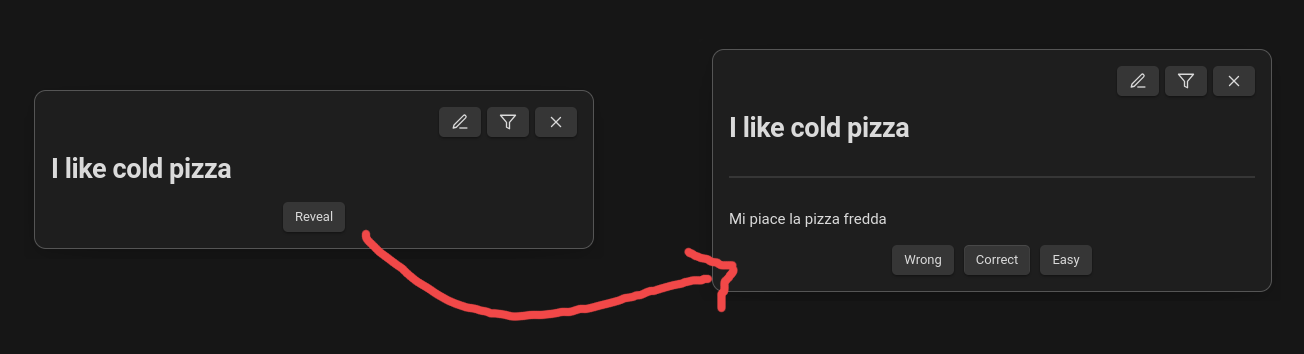 I like cold pizza
Reveal
I like cold pizza
Mi piace la pizza fredda
Wrong Correct Easy